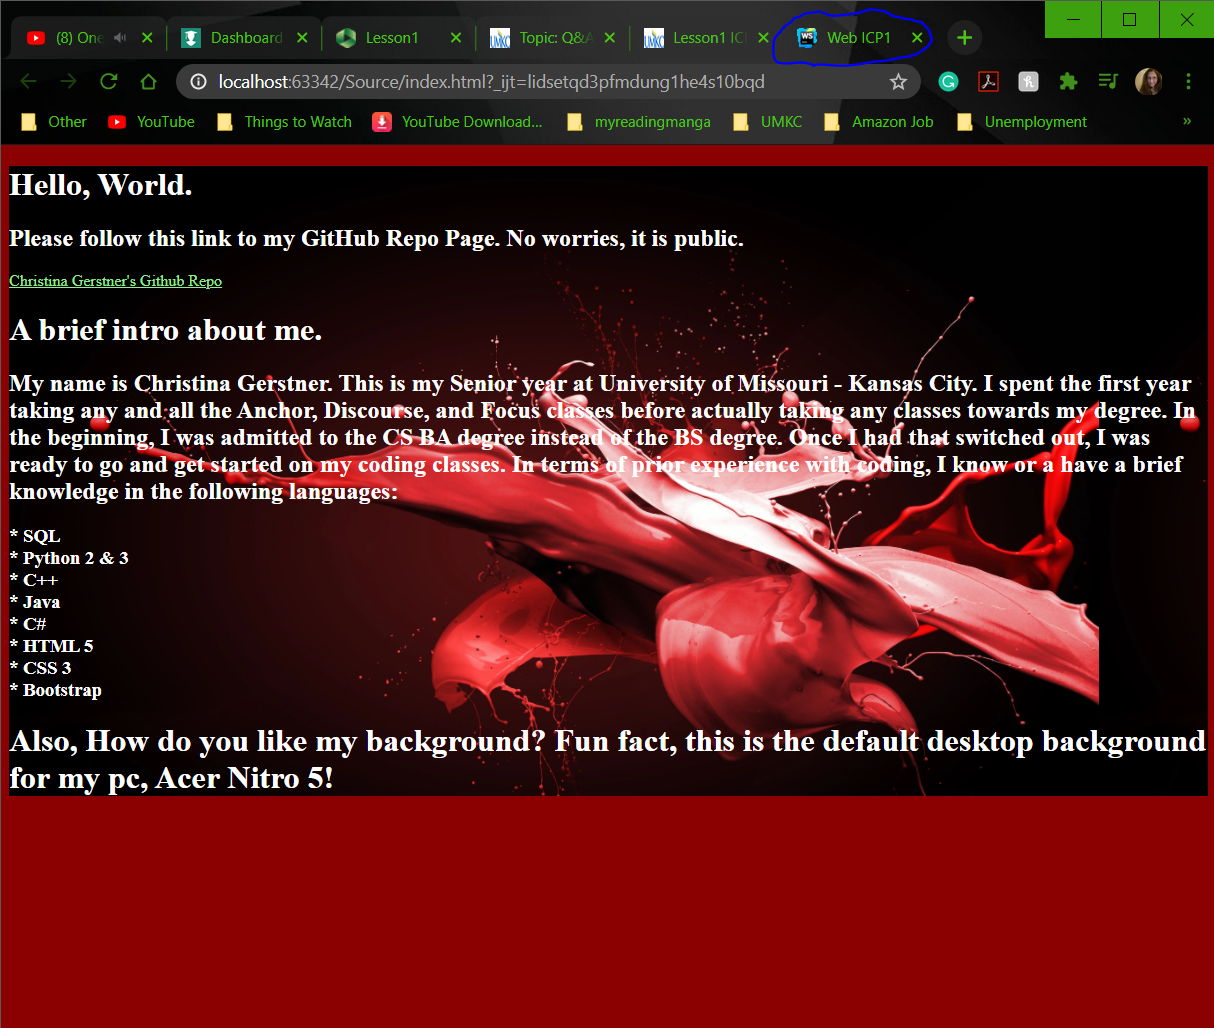 (8) One
Dashboard
Lesson1
Topic: Q&A
Lesson1 IC
WS
Web ICP1
localhost:63342/Source/index.html?_ijt=lidsetqd3pfmdung1he4s10bqd
Other
YouTube
Things to Watch
YouTube Download...
myreadingmanga
UMKC
Amazon Job
Unemployment
»
Hello, World.
Please follow this link to my GitHub Repo Page. No worries, it is public.
Christina Gerstner's Github Repo
A brief intro about me.
My name is Christina Gerstner. This is my Senior year at University of Missouri - Kansas City. I spent the first year
taking any and all the Anchor, Discourse, and Focus classes before actually taking any classes towards my degree. In
the beginning, I was admitted to the CS BA degree instead of the BS degree. Once I had that switched out, I was
ready to go and get started on my coding classes. In terms of prior experience with coding, I know or a have a brief
knowledge in the following languages:
* SQL
* Python 2 & 3
* C++
* Java
* C#
* HTML 5
* CSS 3
* Bootstrap
Also, How do you like my background? Fun fact, this is the default desktop background
for my pc, Acer Nitro 5!